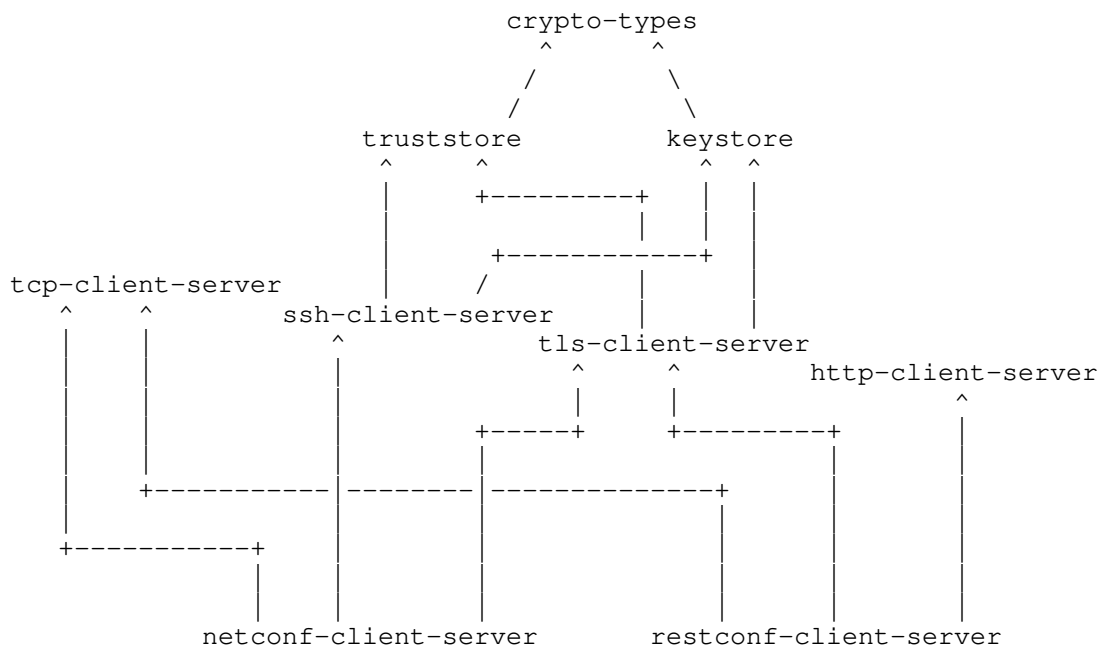 crypto-types
truststore keystore
tcp-client-server
ssh-client-server
tls-client-server
http-client-server
netconf-client-server restconf-client-server